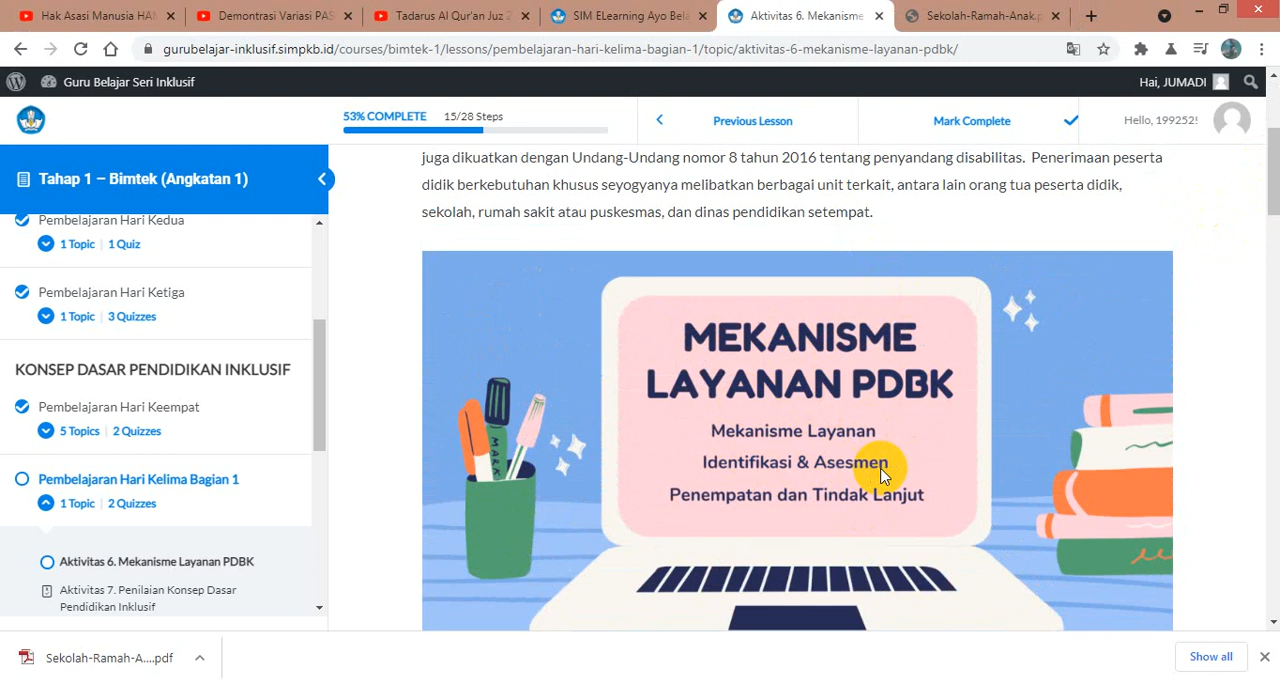 Hak Asasi Manusia HA
Demontrasi Variasi PAS
Tadarus Al Qur'an Juz 2
SIM ELearning Ayo Bela
Aktivitas 6. Mekanisme
Sekolah-Ramah-Anak.p
gurubelajar-inklusif.simpkb.id/courses/bimtek-1/lessons/pembelajaran-hari-kelima-bagian-1/topic/aktivitas-6-mekanisme-layanan-pdbk/
Guru Belajar Seri Inklusif
Hai, JUMADI
53% COMPLETE 15/28 Steps
Previous Lesson
Mark Complete
Hello, 199252!
Tahap 1 – Bimtek (Angkatan 1)
Pembelajaran Hari Kedua
1 Topic | 1 Quiz
Pembelajaran Hari Ketiga
1 Topic | 3 Quizzes
KONSEP DASAR PENDIDIKAN INKLUSIF
Pembelajaran Hari Keempat
5 Topics | 2 Quizzes
Pembelajaran Hari Kelima Bagian 1
1 Topic | 2 Quizzes
Aktivitas 6. Mekanisme Layanan PDBK
Aktivitas 7. Penilaian Konsep Dasar
Pendidikan Inklusif
juga dikuatkan dengan Undang-Undang nomor 8 tahun 2016 tentang penyandang disabilitas. Penerimaan peserta
didik berkebutuhan khusus seyogyanya melibatkan berbagai unit terkait, antara lain orang tua peserta didik,
sekolah, rumah sakit atau puskesmas, dan dinas pendidikan setempat.
MEKANISME
LAYANAN PDBK
Mekanisme Layanan
Identifikasi & Asesmen
Penempatan dan Tindak Lanjut
MARK
Sekolah-Ramah-A....pdf
Show all